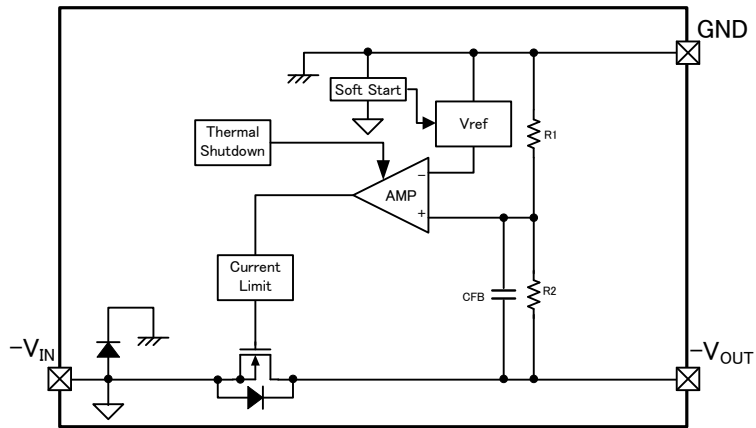 GND
Soft Start
Thermal
Shutdown
Vref
R1
−
AMP
+
Current
Limit
CFB
R2
−VIN
−VOUT